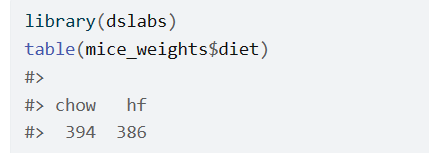 library(dslabs)
table(mice_weights$diet)
#>
#> chow   hf
#>  394  386